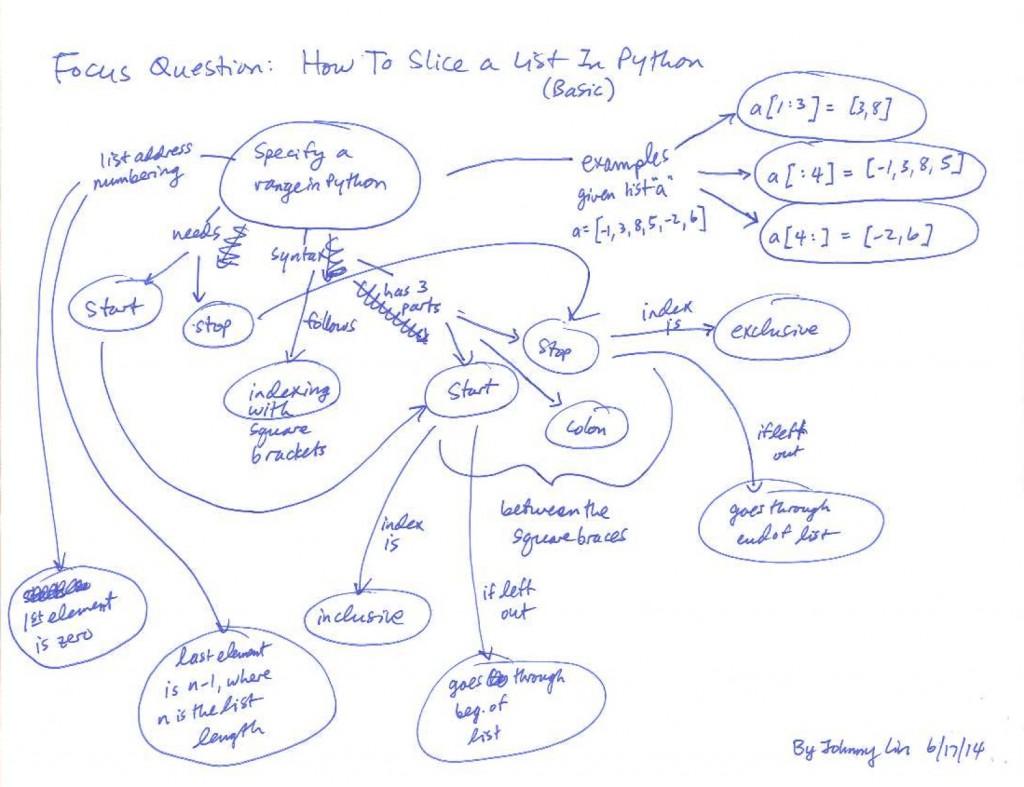 Focus Question: How To Slice a List In Python
(Basic)
list address
numbering
Specify a
range in Python
examples
given list "a"
a = [-1,3,8,5,-2,6]
a[1:3] = [3,8]
a[:4] = [-1,3,8,5]
a[4:] = [-2,6]
needs
syntax
has 3
parts
Start
stop
follows
indexing
with
square
brackets
Start
Stop
colon
index
is
exclusive
if left
out
goes through
end of list
between the
square braces
index
is
inclusive
if left
out
goes through
beg. of
list
1st element
is zero
last element
is n-1, where
n is the list
length
By Johnny Lin 6/17/14